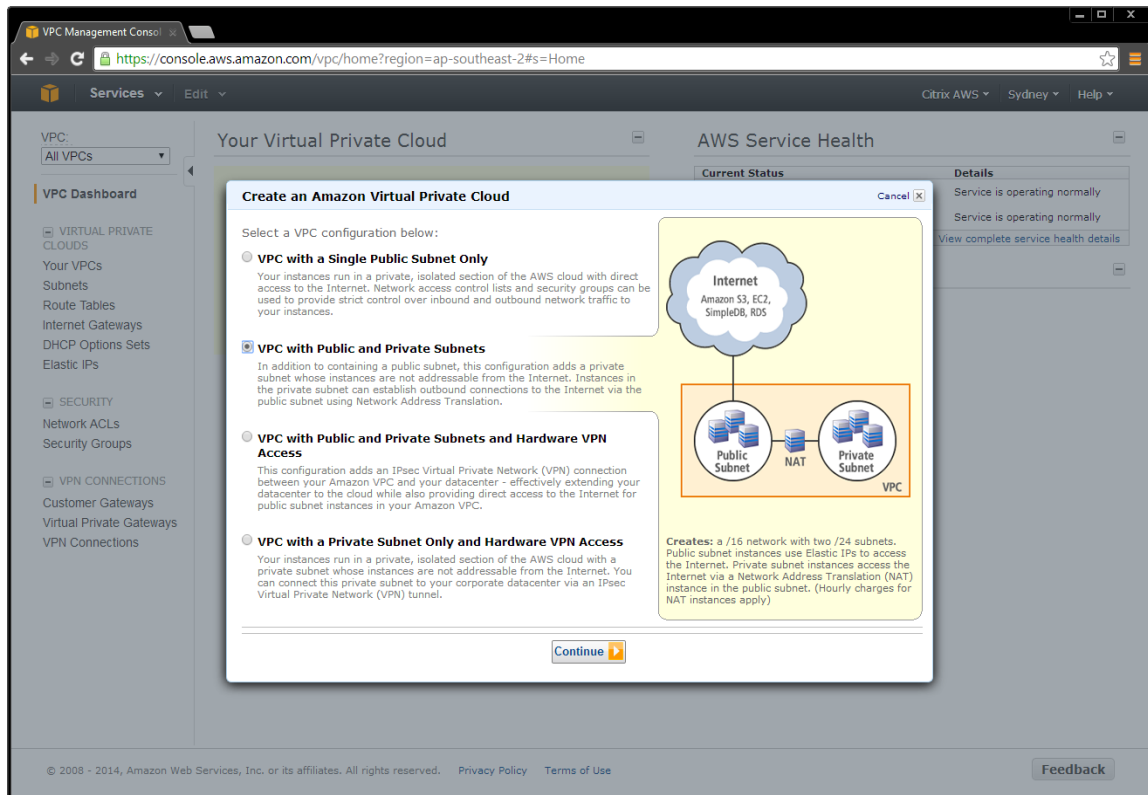 VPC Management Consol
https://console.aws.amazon.com/vpc/home?region=ap-southeast-2#s=Home
Services Edit Citrix AWS Sydney Help
VPC:
All VPCs
VPC Dashboard
VIRTUAL PRIVATE
CLOUDS
Your VPCs
Subnets
Route Tables
Internet Gateways
DHCP Options Sets
Elastic IPs
SECURITY
Network ACLs
Security Groups
VPN CONNECTIONS
Customer Gateways
Virtual Private Gateways
VPN Connections
Your Virtual Private Cloud
AWS Service Health
Current Status Details
Service is operating normally
Service is operating normally
View complete service health details
Create an Amazon Virtual Private Cloud
Cancel
Select a VPC configuration below:
VPC with a Single Public Subnet Only
Your instances run in a private, isolated section of the AWS cloud with direct
access to the Internet. Network access control lists and security groups can be
used to provide strict control over inbound and outbound network traffic to
your instances.
VPC with Public and Private Subnets
In addition to containing a public subnet, this configuration adds a private
subnet whose instances are not addressable from the Internet. Instances in
the private subnet can establish outbound connections to the Internet via the
public subnet using Network Address Translation.
VPC with Public and Private Subnets and Hardware VPN
Access
This configuration adds an IPsec Virtual Private Network (VPN) connection
between your Amazon VPC and your datacenter - effectively extending your
datacenter to the cloud while also providing direct access to the Internet for
public subnet instances in your Amazon VPC.
VPC with a Private Subnet Only and Hardware VPN Access
Your instances run in a private, isolated section of the AWS cloud with a
private subnet whose instances are not addressable from the Internet. You
can connect this private subnet to your corporate datacenter via an IPsec
Virtual Private Network (VPN) tunnel.
Internet
Amazon S3, EC2,
SimpleDB, RDS
Public
Subnet
NAT
Private
Subnet
VPC
Creates: a /16 network with two /24 subnets.
Public subnet instances use Elastic IPs to access
the Internet. Private subnet instances access the
Internet via a Network Address Translation (NAT)
instance in the public subnet. (Hourly charges for
NAT instances apply)
Continue
© 2008 - 2014, Amazon Web Services, Inc. or its affiliates. All rights reserved. Privacy Policy Terms of Use
Feedback